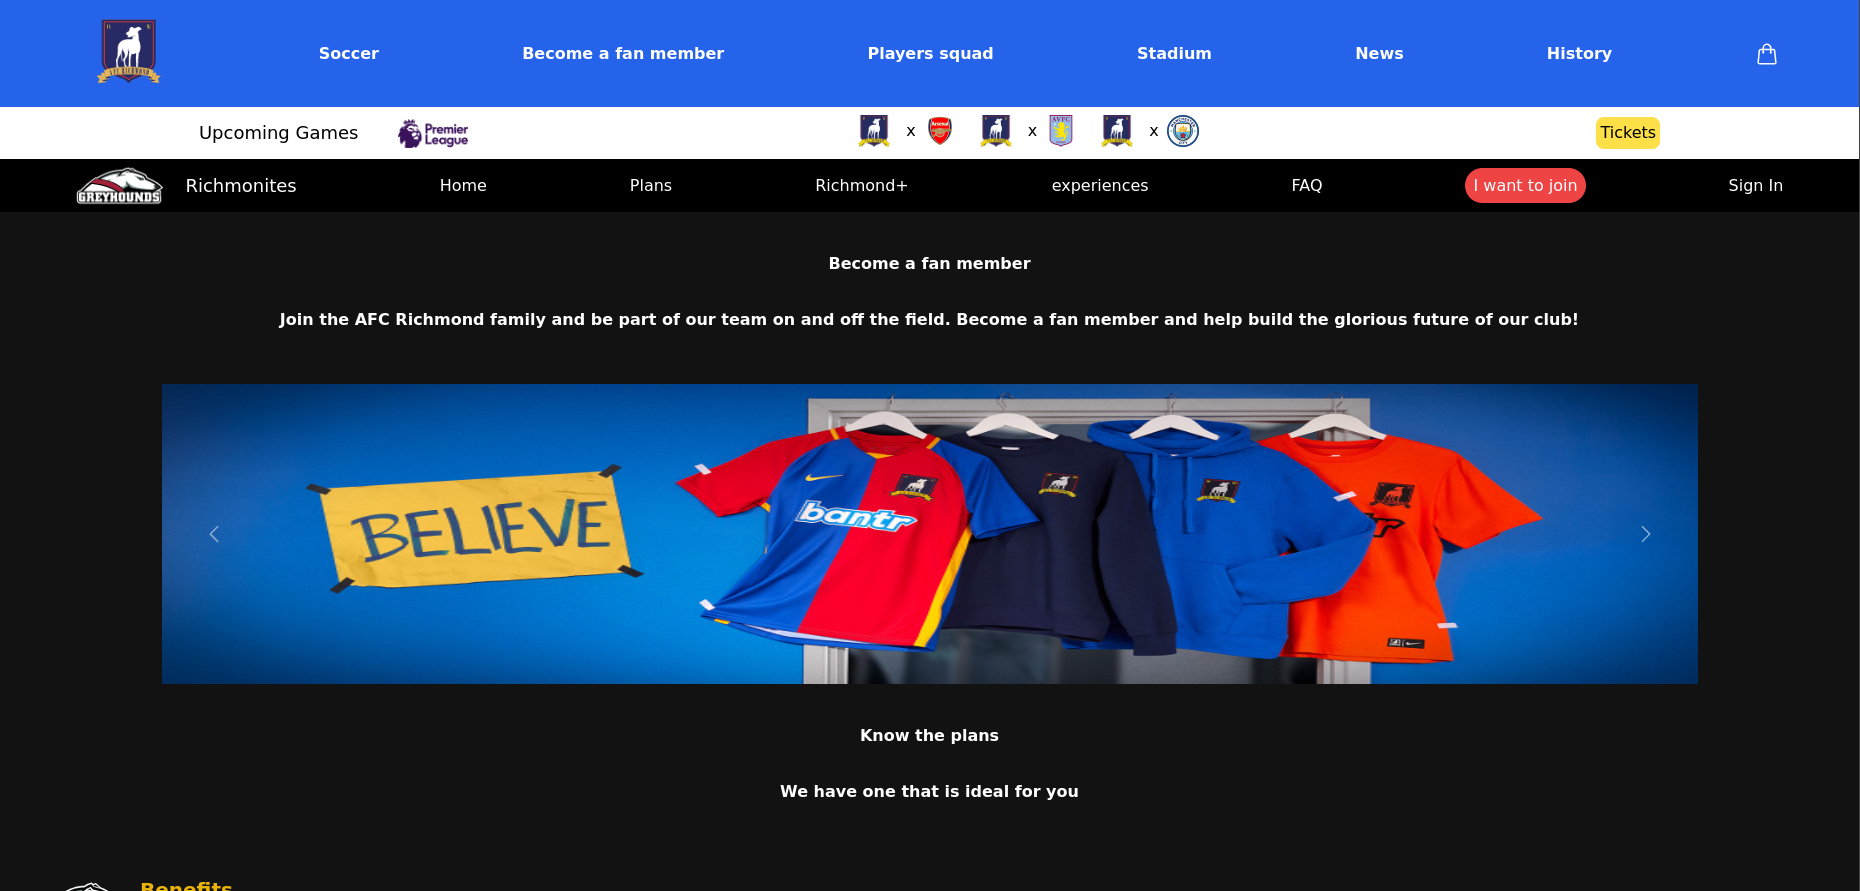 Soccer
Become a fan member
Players squad
Stadium
News
History
Upcoming Games
Premier
League
x
Arsenal
x
AVFC
x
Tickets
GREYHOUNDS
Richmonites
Home
Plans
Richmond+
experiences
FAQ
I want to join
Sign In
Become a fan member
Join the AFC Richmond family and be part of our team on and off the field. Become a fan member and help build the glorious future of our club!
BELIEVE
bantr
Know the plans
We have one that is ideal for you
Benefits